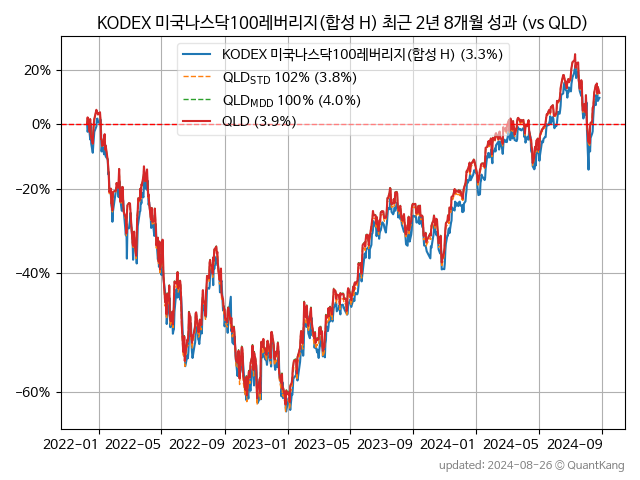 KODEX 미국나스닥100레버리지(합성 H) 최근 2년 8개월 성과 (vs QLD)
KODEX 미국나스닥100레버리지(합성 H) (3.3%)
QLD_STD 102% (3.8%)
QLD_MDD 100% (4.0%)
QLD (3.9%)
20%
0%
−20%
−40%
−60%
2022-01 2022-05 2022-09 2023-01 2023-05 2023-09 2024-01 2024-05 2024-09
updated: 2024-08-26 © QuantKang